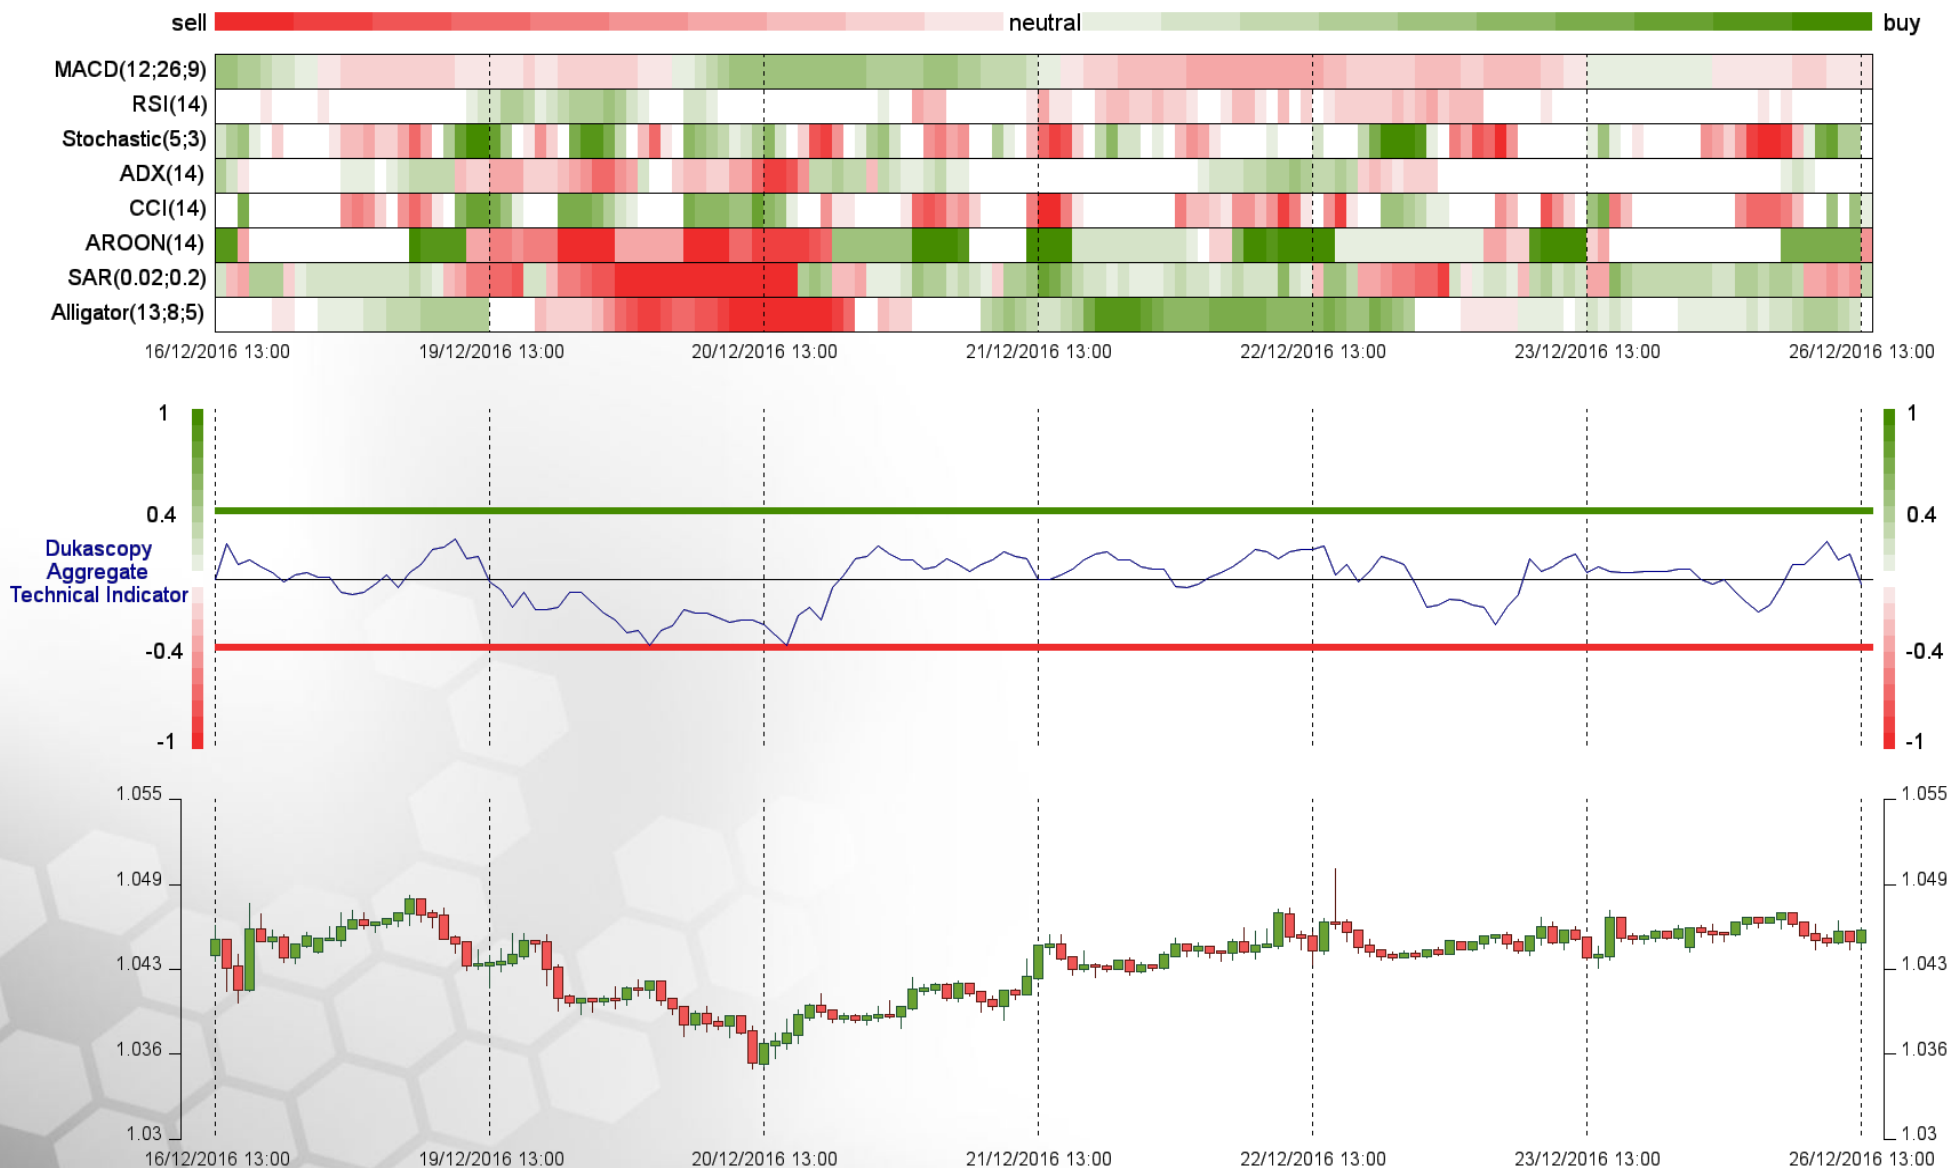 sell neutral buy
MACD(12;26;9)
RSI(14)
Stochastic(5;3)
ADX(14)
CCI(14)
AROON(14)
SAR(0.02;0.2)
Alligator(13;8;5)
16/12/2016 13:00 19/12/2016 13:00 20/12/2016 13:00 21/12/2016 13:00 22/12/2016 13:00 23/12/2016 13:00 26/12/2016 13:00
1 1
0.4 0.4
Dukascopy
Aggregate
Technical Indicator
-0.4 -0.4
-1 -1
1.055 1.055
1.049 1.049
1.043 1.043
1.036 1.036
1.03 1.03
16/12/2016 13:00 19/12/2016 13:00 20/12/2016 13:00 21/12/2016 13:00 22/12/2016 13:00 23/12/2016 13:00 26/12/2016 13:00